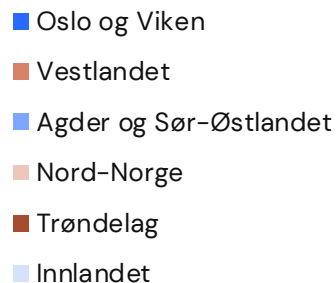 Oslo og Viken
Vestlandet
Agder og Sør-Østlandet
Nord-Norge
Trøndelag
Innlandet